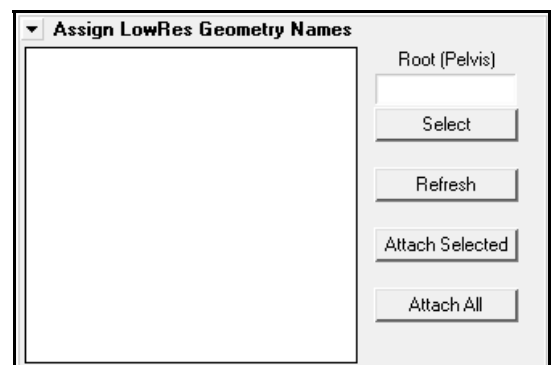 Assign LowRes Geometry Names
Root (Pelvis)
Select
Refresh
Attach Selected
Attach All